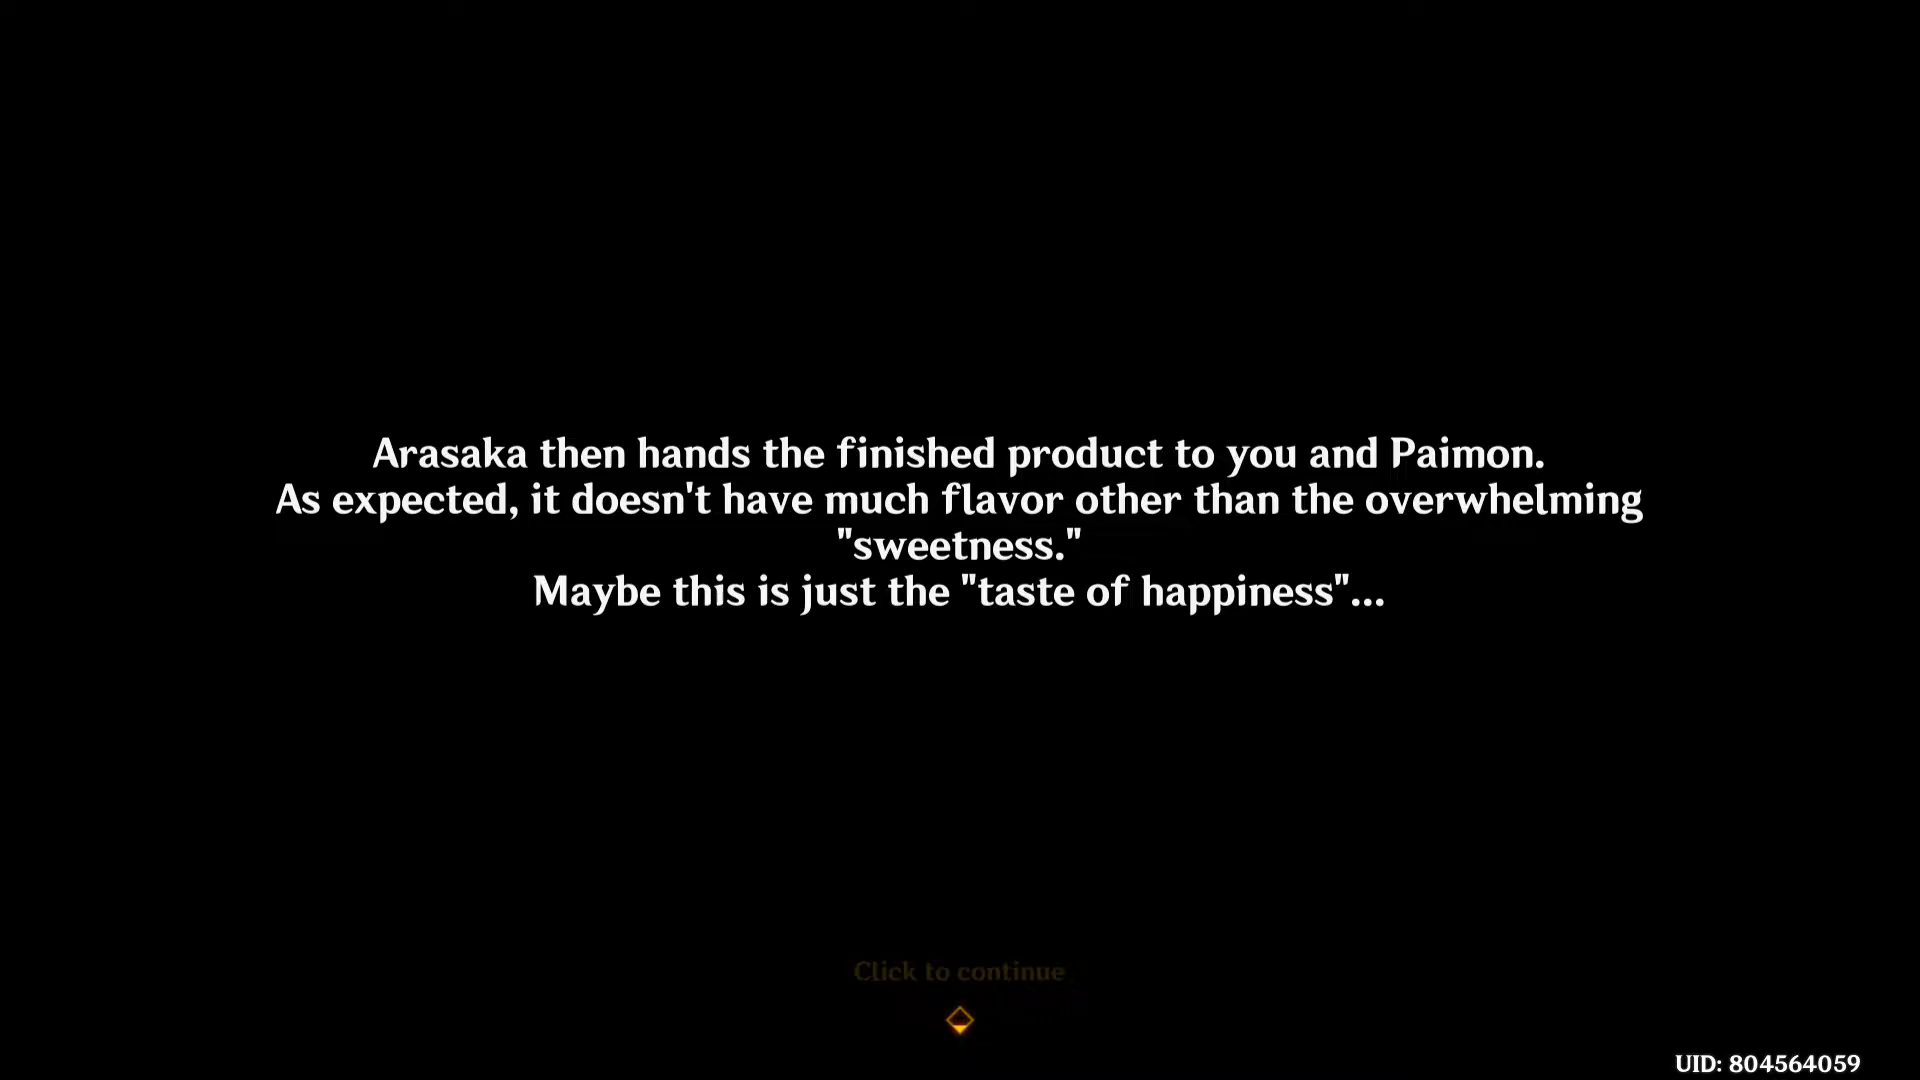 Arasaka then hands the finished product to you and Paimon.
As expected, it doesn't have much flavor other than the overwhelming
"sweetness."
Maybe this is just the "taste of happiness"...
Click to continue
UID: 804564059